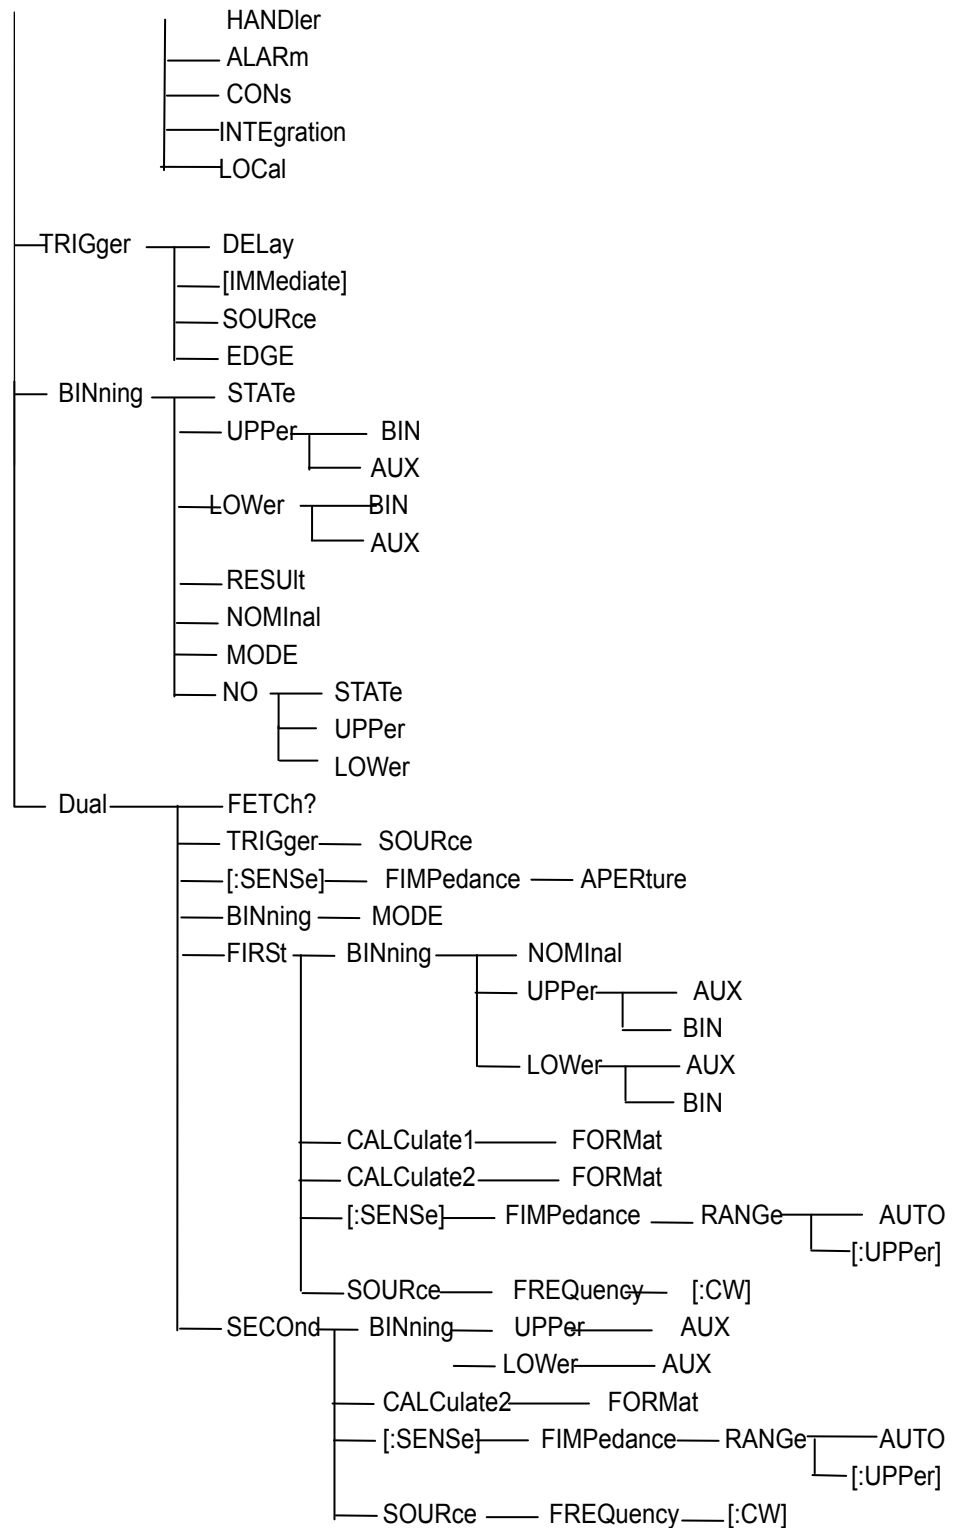 HANDler
ALARm
CONs
INTEgration
LOCal
TRIGger DELay
[IMMediate]
SOURce
EDGE
BINning STATe
UPPer BIN
AUX
LOWer BIN
AUX
RESUlt
NOMInal
MODE
NO STATe
UPPer
LOWer
Dual FETCh?
TRIGger SOURce
[:SENSe] FIMPedance APERture
BINning MODE
FIRSt BINning NOMInal
UPPer AUX
BIN
LOWer AUX
BIN
CALCulate1 FORMat
CALCulate2 FORMat
[:SENSe] FIMPedance RANGe AUTO
[:UPPer]
SOURce FREQuency [:CW]
SECOnd BINning UPPer AUX
LOWer AUX
CALCulate2 FORMat
[:SENSe] FIMPedance RANGe AUTO
[:UPPer]
SOURce FREQuency [:CW]